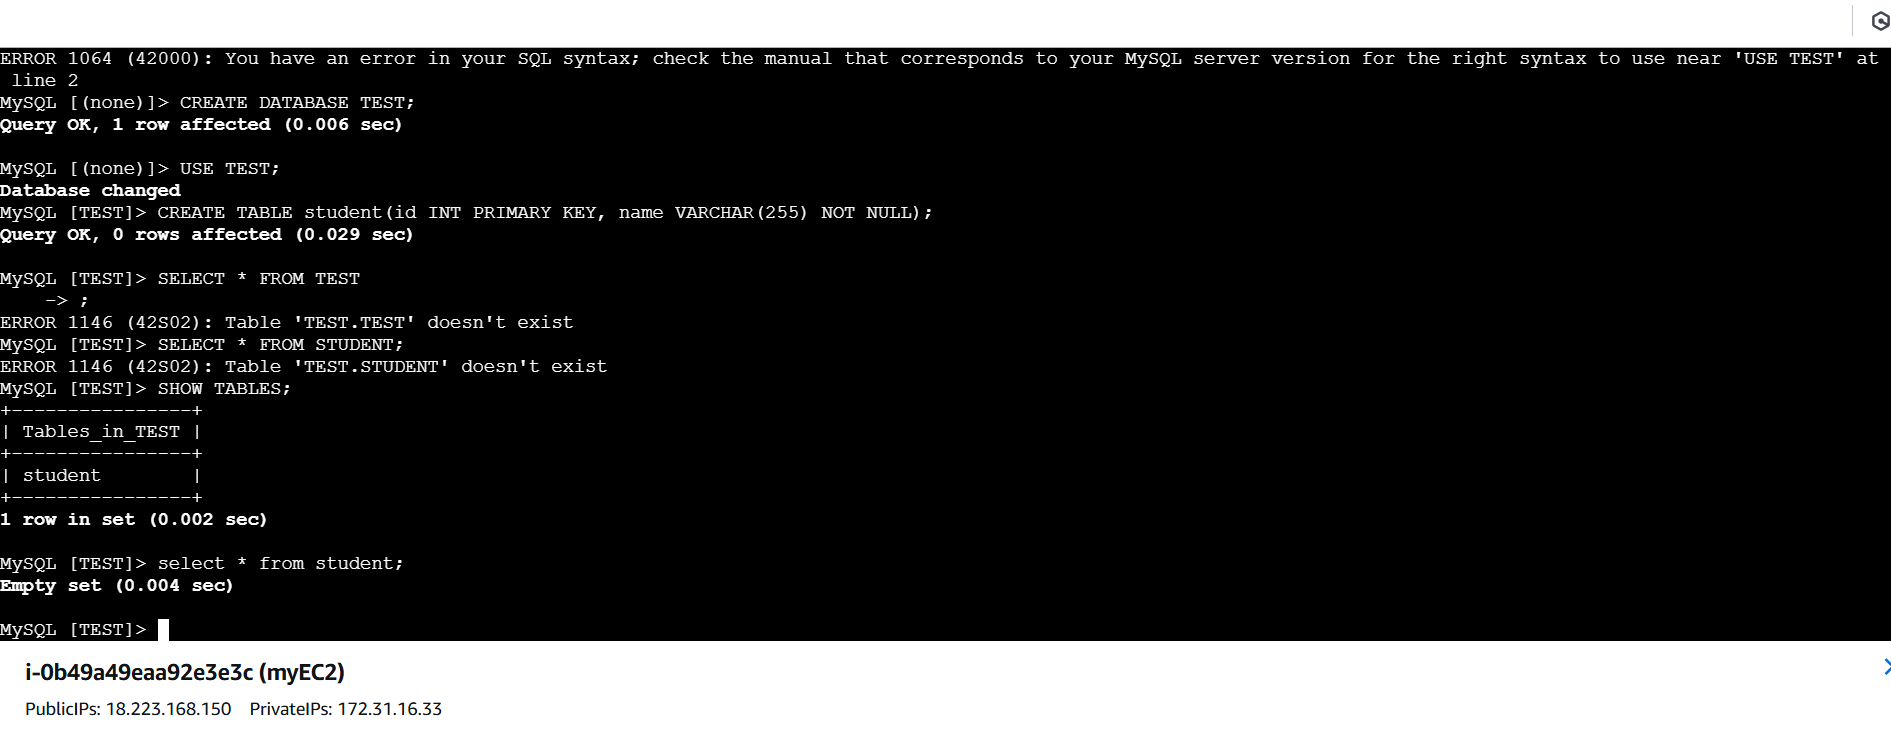 ERROR 1064 (42000): You have an error in your SQL syntax; check the manual that corresponds to your MySQL server version for the right syntax to use near 'USE TEST' at
 line 2
MySQL [(none)]> CREATE DATABASE TEST;
Query OK, 1 row affected (0.006 sec)

MySQL [(none)]> USE TEST;
Database changed
MySQL [TEST]> CREATE TABLE student(id INT PRIMARY KEY, name VARCHAR(255) NOT NULL);
Query OK, 0 rows affected (0.029 sec)

MySQL [TEST]> SELECT * FROM TEST
    -> ;
ERROR 1146 (42S02): Table 'TEST.TEST' doesn't exist
MySQL [TEST]> SELECT * FROM STUDENT;
ERROR 1146 (42S02): Table 'TEST.STUDENT' doesn't exist
MySQL [TEST]> SHOW TABLES;
+----------------+
| Tables_in_TEST |
+----------------+
| student        |
+----------------+
1 row in set (0.002 sec)

MySQL [TEST]> select * from student;
Empty set (0.004 sec)

MySQL [TEST]>
i-0b49a49eaa92e3e3c (myEC2)
PublicIPs: 18.223.168.150 PrivateIPs: 172.31.16.33